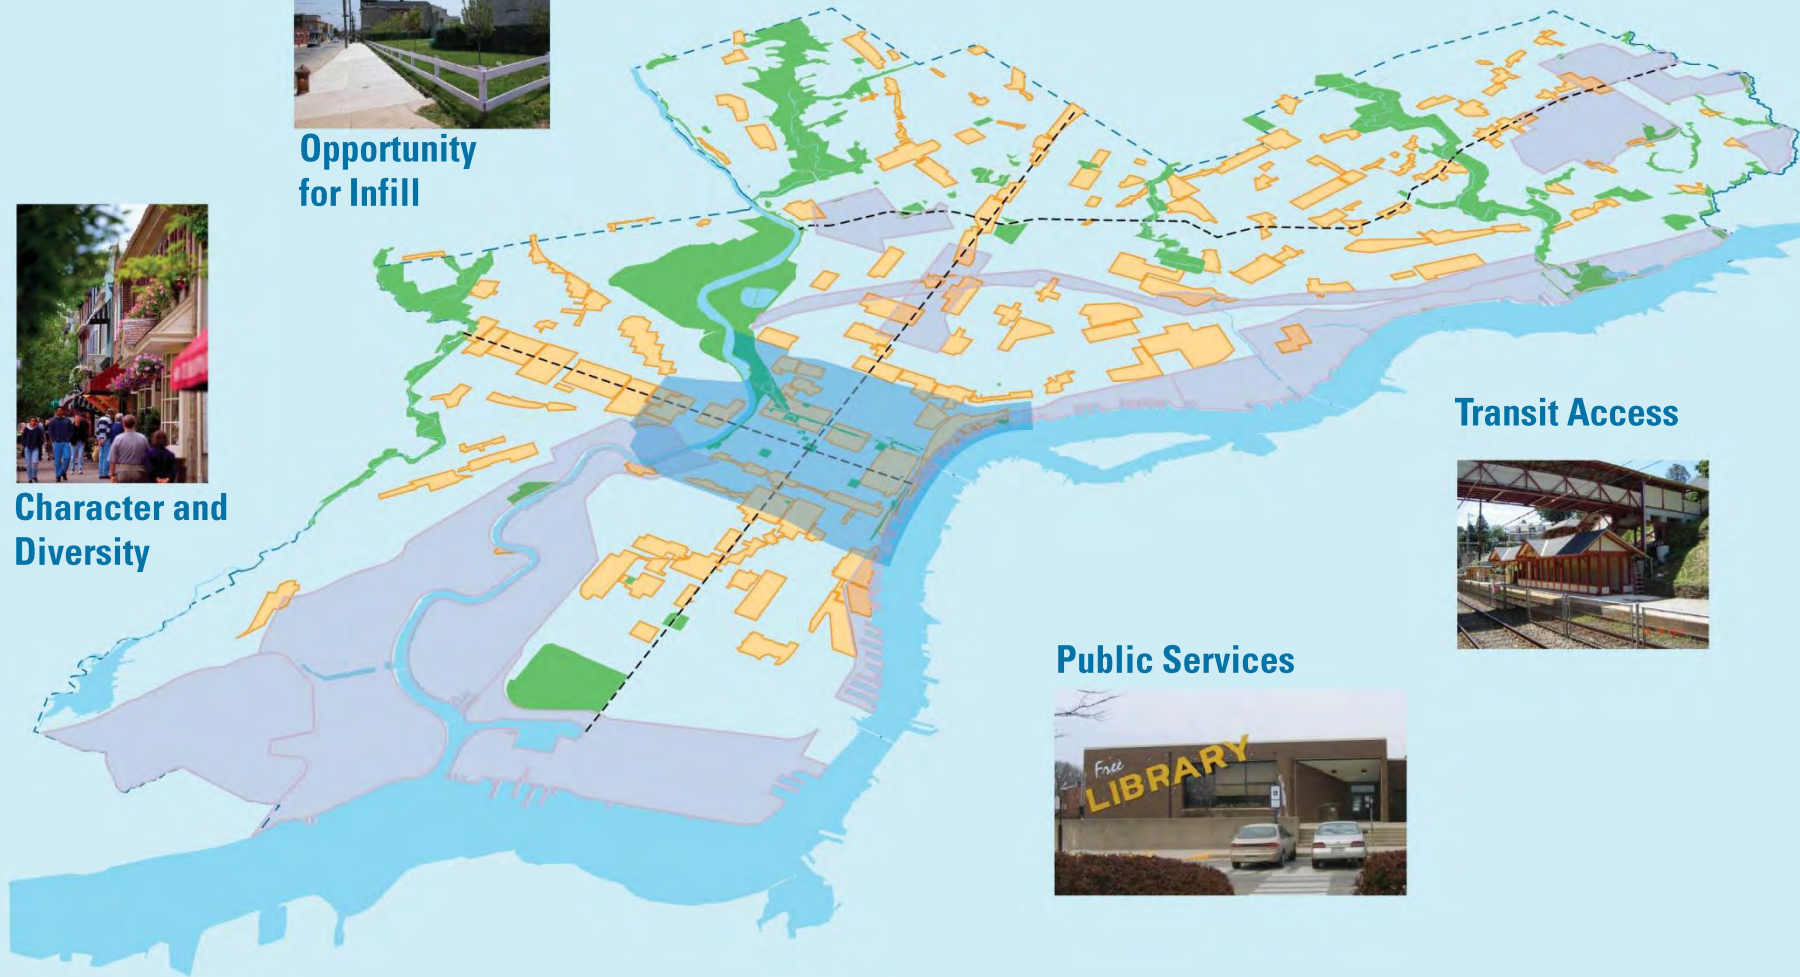 Opportunity
for Infill
Character and
Diversity
Transit Access
Public Services
Free
LIBRARY